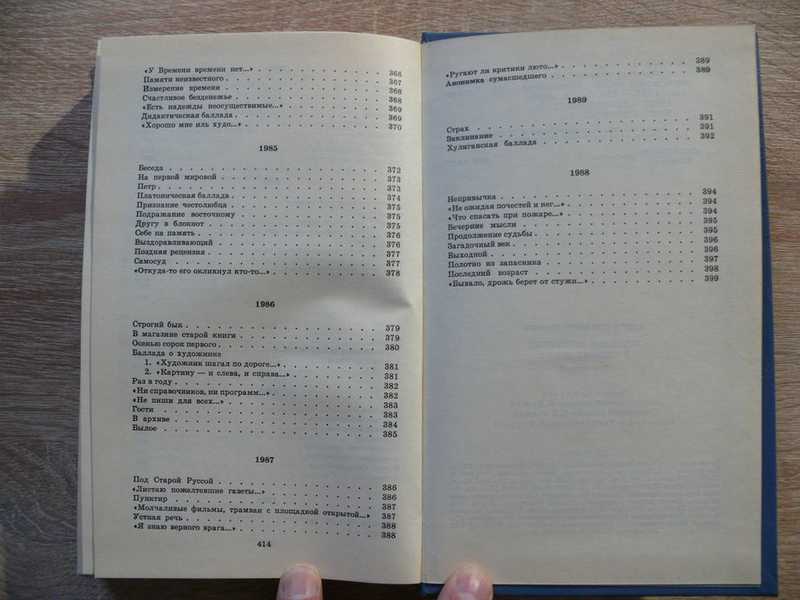 «У Времени времени нет...» 366
Памяти неизвестного 367
Измерение времени 368
Счастливое безденежье 368
«Есть надежды неосуществимые...» 369
Дидактическая баллада 369
«Хорошо мне иль худо...» 370
1985
Беседа 372
На первой мировой 373
Петр 373
Платоническая баллада 374
Признание честолюбца 375
Подражание восточному 375
Другу в блокнот 375
Себе на память 376
Выздоравливающий 376
Поздняя рецензия 377
Самосуд 377
«Откуда-то его окликнул кто-то...» 378
1986
Строгий бык 379
В магазине старой книги 379
Осенью сорок первого 380
Баллада о художнике
1. «Художник шагал по дороге...» 381
2. «Картину — и слева, и справа...» 381
Раз в году 382
«Ни справочников, ни программ...» 382
«Не пиши для всех...» 383
Гости 383
В архиве 384
Былое 385
1987
Под Старой Руссой 386
«Листаю пожелтевшие газеты...» 386
Пунктир 387
«Молчаливые фильмы, трамваи с площадкой открытой...» 387
Устная речь 388
«Я знаю верного врага...» 388
414
«Ругают ли критики люто...» 389
Анонимка сумасшедшего 389
1989
Страх 391
Заклинание 391
Хулиганская баллада 392
1988
Непривычка 394
«Не ожидая почестей и нег...» 394
«Что спасать при пожаре...» 394
Вечерние мысли 395
Продолжение судьбы 395
Загадочный век 396
Выходной 396
Полотно из запасника 397
Последний возраст 398
«Бывало, дрожь берет от стужи...» 399